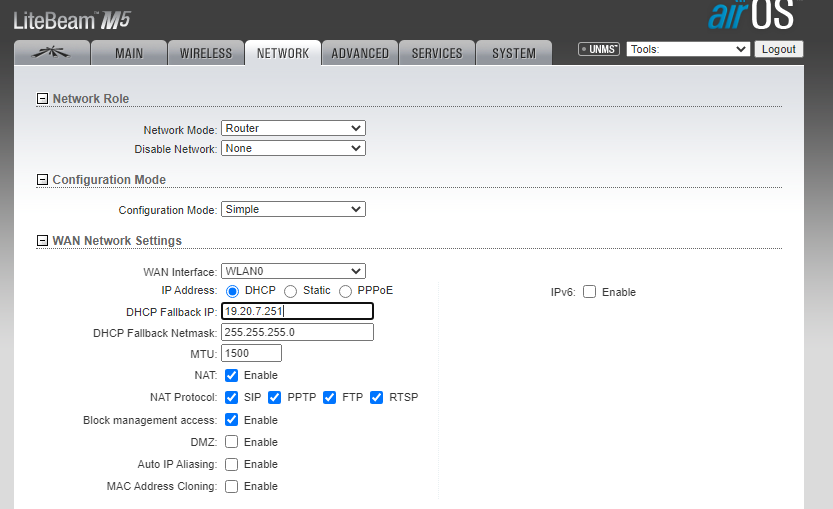 LiteBeam™ M5
airOS™
MAIN WIRELESS NETWORK ADVANCED SERVICES SYSTEM UNMS™ Tools: Logout
Network Role
Network Mode: Router
Disable Network: None
Configuration Mode
Configuration Mode: Simple
WAN Network Settings
WAN Interface: WLAN0
IP Address: DHCP Static PPPoE IPv6: Enable
DHCP Fallback IP: 19.20.7.251
DHCP Fallback Netmask: 255.255.255.0
MTU: 1500
NAT: Enable
NAT Protocol: SIP PPTP FTP RTSP
Block management access: Enable
DMZ: Enable
Auto IP Aliasing: Enable
MAC Address Cloning: Enable